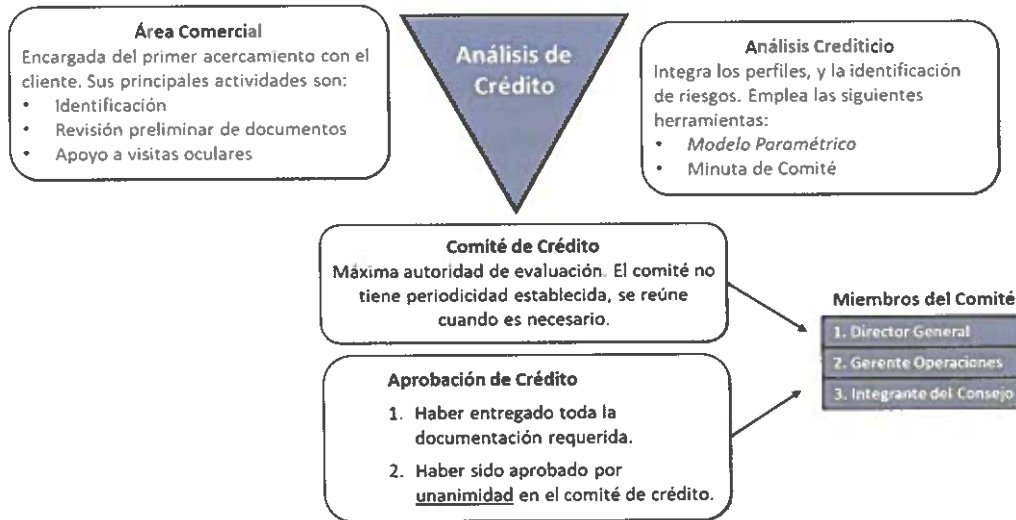 Área Comercial
Encargada del primer acercamiento con el
cliente. Sus principales actividades son:
• Identificación
• Revisión preliminar de documentos
• Apoyo a visitas oculares
Análisis de
Crédito
Análisis Crediticio
Integra los perfiles, y la identificación
de riesgos. Emplea las siguientes
herramientas:
• Modelo Paramétrico
• Minuta de Comité
Comité de Crédito
Máxima autoridad de evaluación. El comité no
tiene periodicidad establecida, se reúne
cuando es necesario.
Miembros del Comité
1. Director General
2. Gerente Operaciones
3. Integrante del Consejo
Aprobación de Crédito
1. Haber entregado toda la
documentación requerida.
2. Haber sido aprobado por
unanimidad en el comité de crédito.